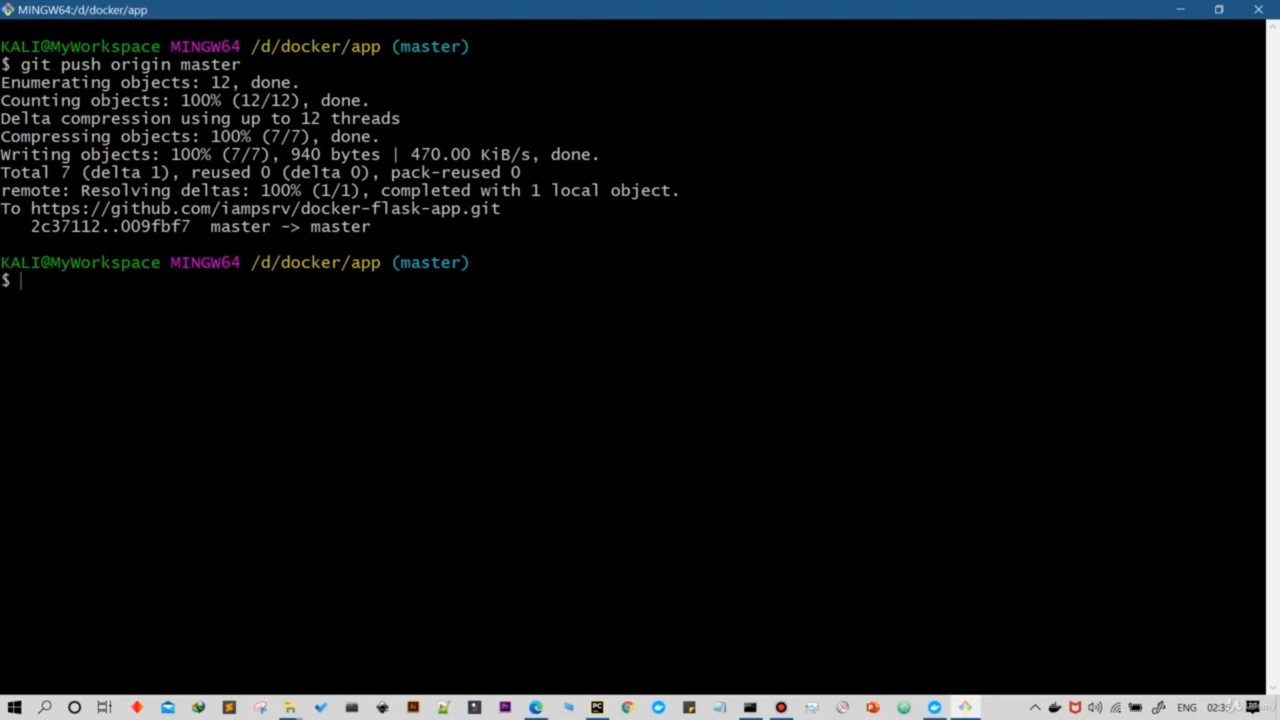 MINGW64:/d/docker/app
KALI@MyWorkspace MINGW64 /d/docker/app (master)
$ git push origin master
Enumerating objects: 12, done.
Counting objects: 100% (12/12), done.
Delta compression using up to 12 threads
Compressing objects: 100% (7/7), done.
Writing objects: 100% (7/7), 940 bytes | 470.00 KiB/s, done.
Total 7 (delta 1), reused 0 (delta 0), pack-reused 0
remote: Resolving deltas: 100% (1/1), completed with 1 local object.
To https://github.com/iampsrv/docker-flask-app.git
   2c37112..009fbf7  master -> master
KALI@MyWorkspace MINGW64 /d/docker/app (master)
$
ENG